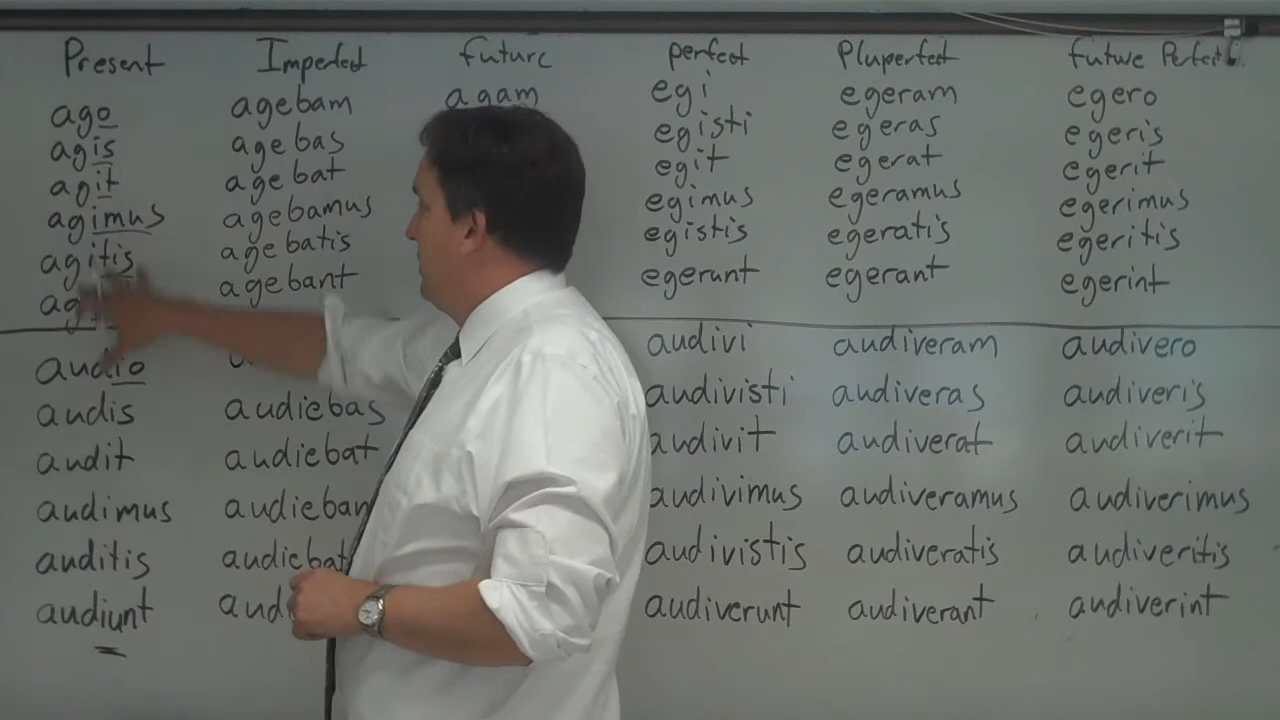 Present Imperfect future perfect Pluperfect future Perfect
ago agebam agam egi egeram egero
agis agebas egisti egeras egeris
agit agebat egit egerat egerit
agimus agebamus egimus egeramus egerimus
agitis agebatis egistis egeratis egeritis
agebant egerunt egerant egerint
audio audivi audiveram audivero
audis audiebas audivisti audiveras audiveris
audit audiebat audivit audiverat audiverit
audimus audieban audivimus audiveramus audiverimus
auditis audiebat audivistis audiveratis audiveritis
audiunt aud audiverunt audiverant audiverint